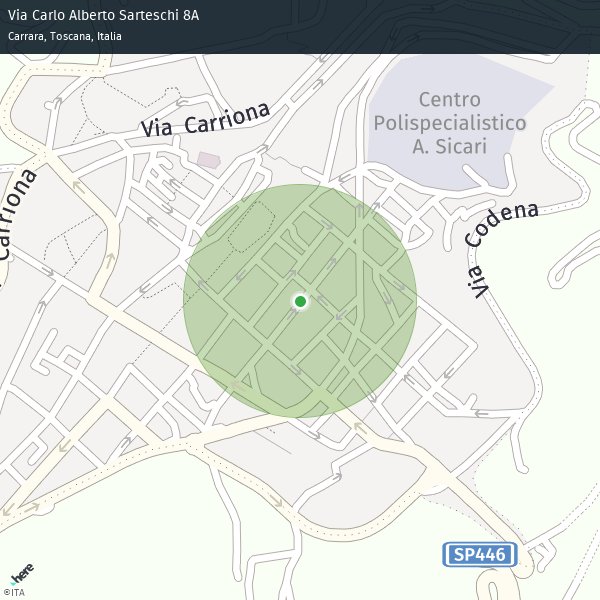 Via Carlo Alberto Sarteschi 8A
Carrara, Toscana, Italia
Via Carriona
Centro
Polispecialistico
A. Sicari
Carriona
Via Codena
SP446
here
©ITA